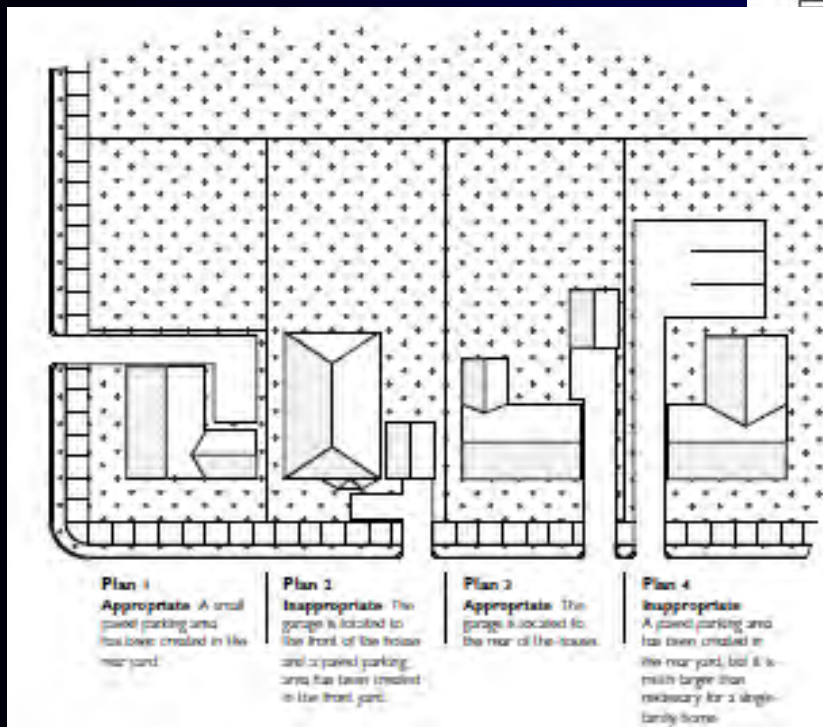 Plan 1
Appropriate A small
paved parking area
has been created in the
rear yard
Plan 2
Inappropriate The
garage is located to
the front of the house
and a paved parking
area has been created
in the front yard.
Plan 3
Appropriate The
garage is located to
the rear of the house.
Plan 4
Inappropriate
A paved parking area
has been created in
the rear yard, but it is
much larger than
necessary for a single-
family home